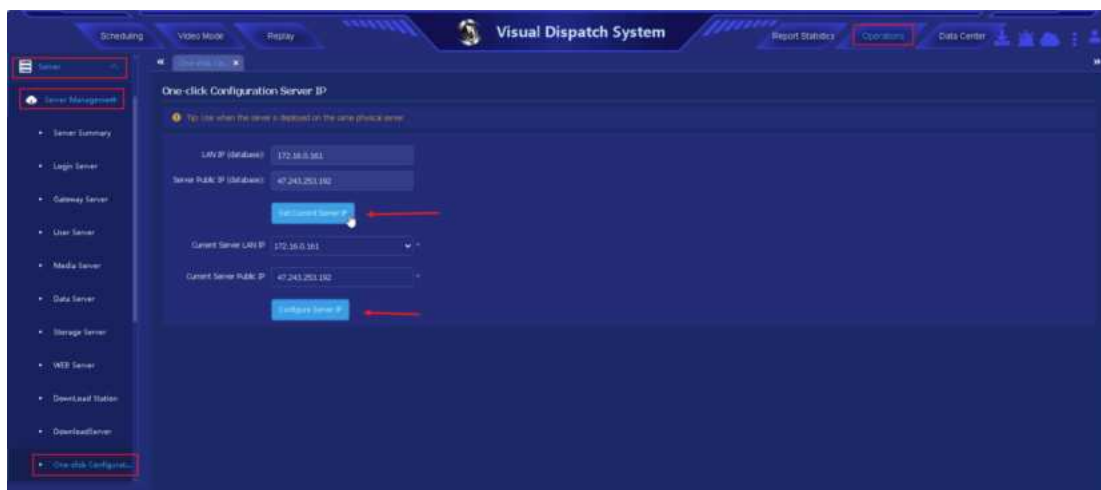 Scheduling Video Mode Replay Visual Dispatch System Report Statistics Operations Data Center
Server
One-click Co...
Server Management
One-click Configuration Server IP
Tip: Use when the server is deployed on the same physical server
Server Summary
LAN IP (database): 172.16.0.161
Login Server
Server Public IP (database): 47.243.253.192
Gateway Server
Get Current Server IP
User Server
Current Server LAN IP 172.16.0.161 *
Media Server
Current Server Public IP 47.243.253.192 *
Data Server
Configure Server IP
Storage Server
WEB Server
DownLoad Station
DownloadServer
One-click Configurat...